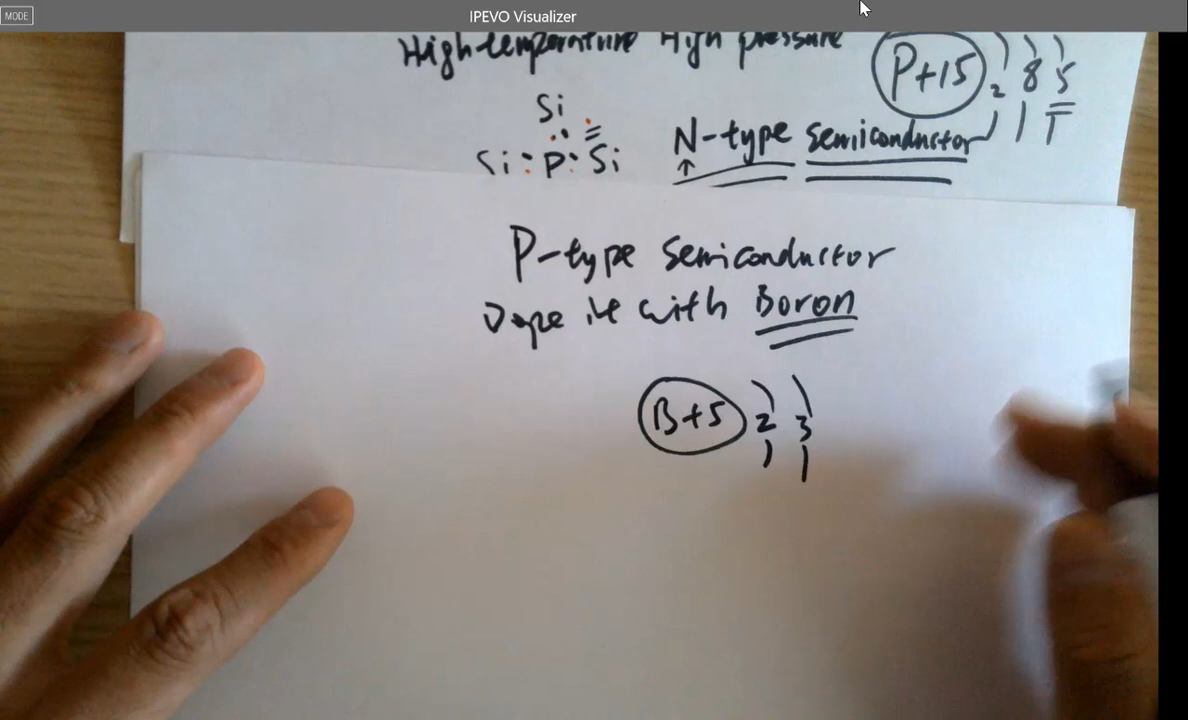 MODE
IPEVO Visualizer
High-temperature High pressure
P+15 2 8 5
Si
Si P Si
N-type semiconductor
P-type semiconductor
Dope it with Boron
B+5 2 3